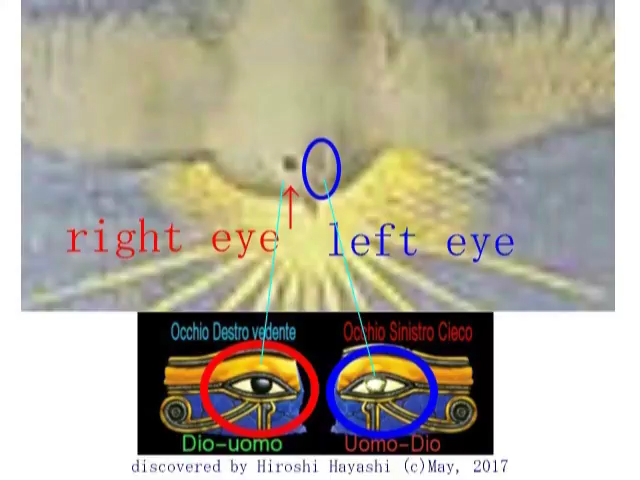 right eye
left eye
Occhio Destro vedente
Occhio Sinistro Cieco
Dio-uomo
Uomo-Dio
discovered by Hiroshi Hayashi (c)May, 2017